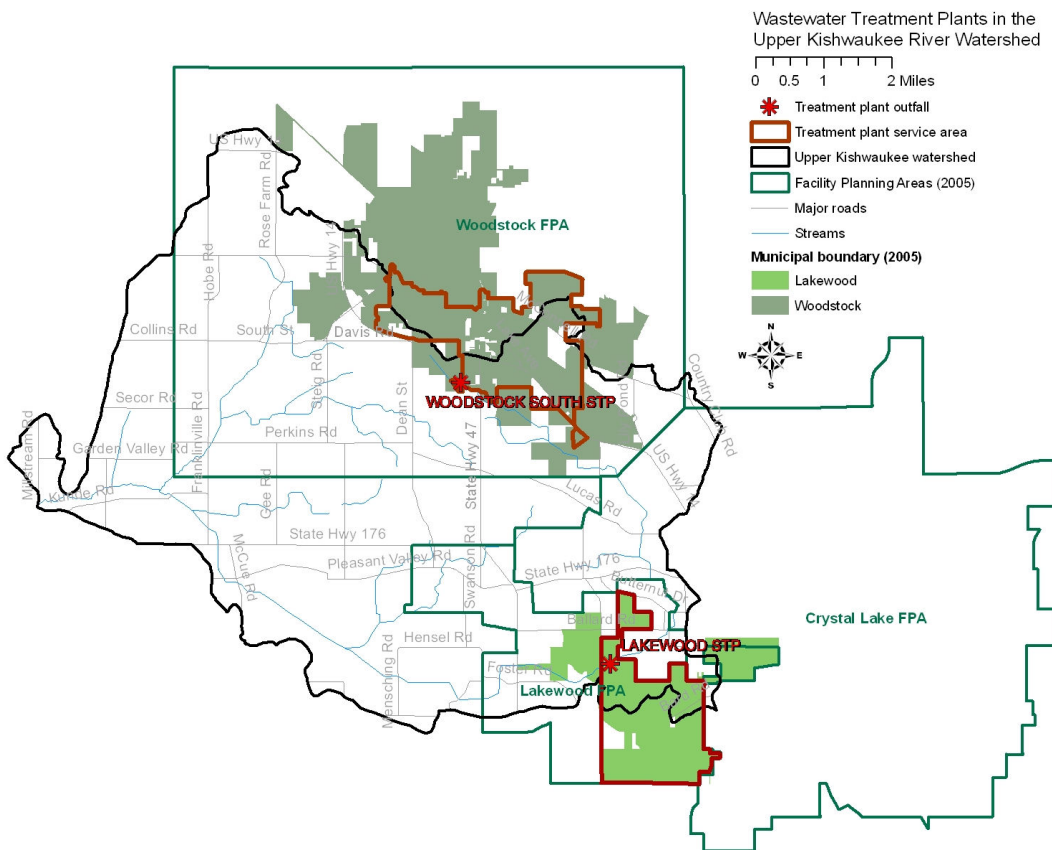 Wastewater Treatment Plants in the
Upper Kishwaukee River Watershed
0 0.5 1 2 Miles
Treatment plant outfall
Treatment plant service area
Upper Kishwaukee watershed
Facility Planning Areas (2005)
Major roads
Streams
Municipal boundary (2005)
Lakewood
Woodstock
N
W E
S
US Hwy
Rose Farm Rd
Hobe Rd
Hwy 14
Woodstock FPA
Collins Rd
South St
Davis Rd
Country Club Rd
Secor Rd
Dean St
WOODSTOCK SOUTH STP
Perkins Rd
State Hwy 47
Garden Valley Rd
Franklinville Rd
Millstream Rd
Kunde Rd
Gee Rd
US Hwy 14
Lucas Rd
State Hwy 176
Pleasant Valley Rd
McCue Rd
Swanson Rd
State Hwy 176
Butternut Dr
Ballard Rd
Hensel Rd
Mensching Rd
LAKEWOOD STP
Crystal Lake FPA
Foster Rd
Lakewood FPA